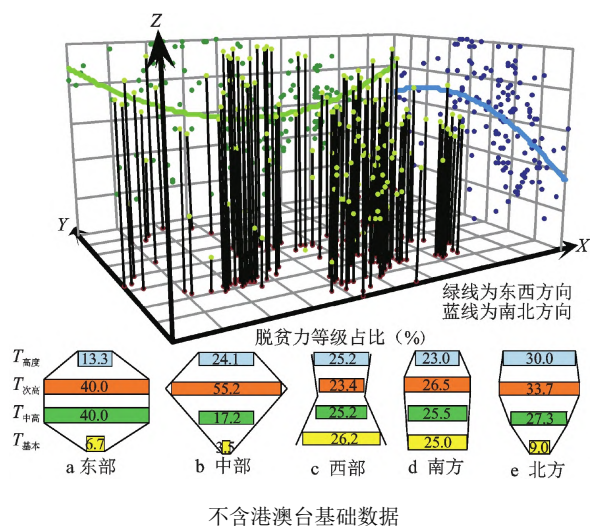 Z
Y
X
绿线为东西方向
蓝线为南北方向
脱贫力等级占比（%）
T高度 13.3 24.1 25.2 23.0 30.0
T次高 40.0 55.2 23.4 26.5 33.7
T中高 40.0 17.2 25.2 25.5 27.3
T基本 6.7 3.5 26.2 25.0 9.0
a 东部 b 中部 c 西部 d 南方 e 北方
不含港澳台基础数据